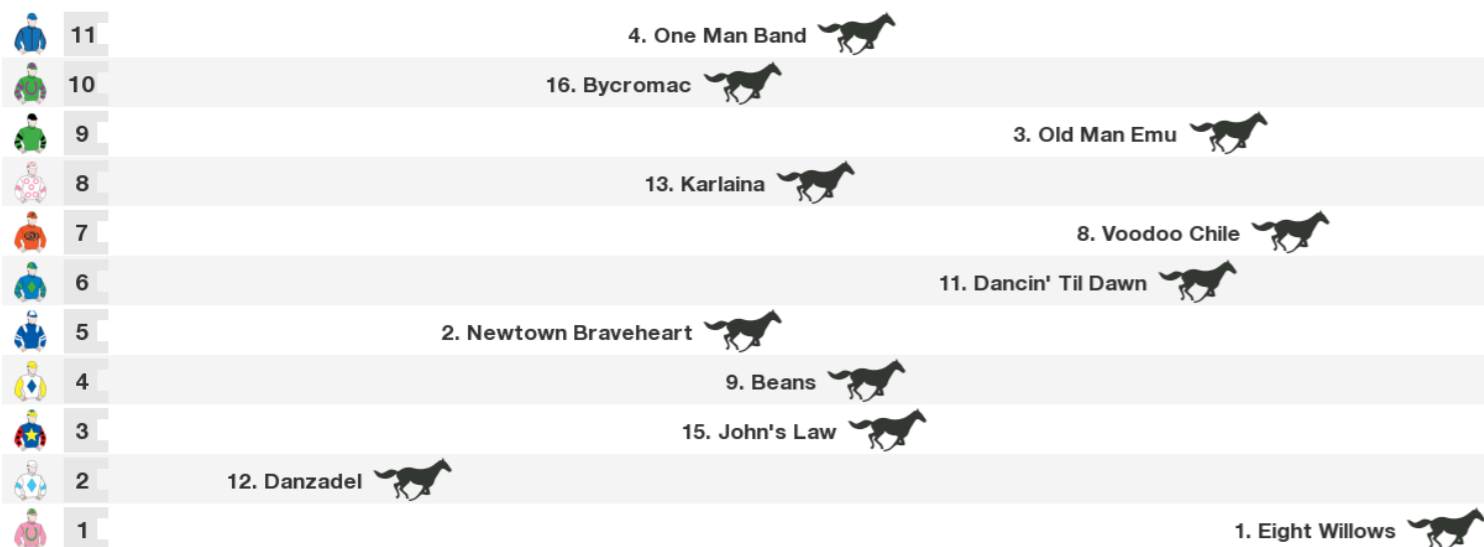 11 4. One Man Band
10 16. Bycromac
9 3. Old Man Emu
8 13. Karlaina
7 8. Voodoo Chile
6 11. Dancin' Til Dawn
5 2. Newtown Braveheart
4 9. Beans
3 15. John's Law
2 12. Danzadel
1 1. Eight Willows